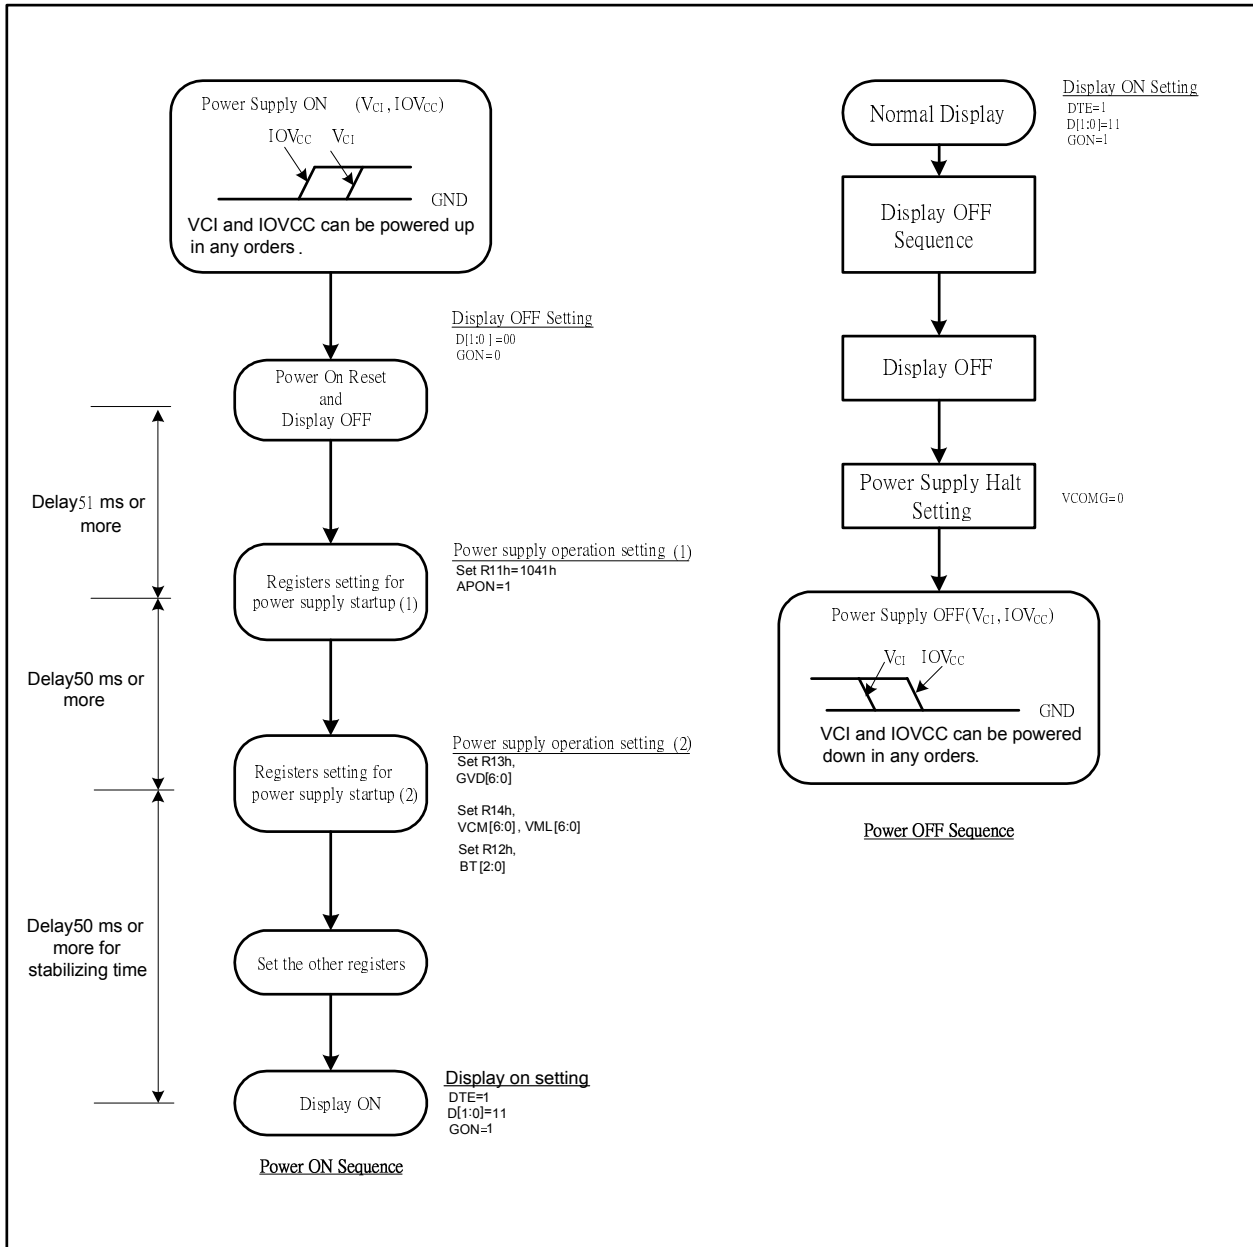 Power Supply ON (VCI, IOVCC)
IOVCC VCI
GND
VCI and IOVCC can be powered up
in any orders.
Display OFF Setting
D[1:0]=00
GON=0
Power On Reset
and
Display OFF
Delay51 ms or
more
Power supply operation setting (1)
Set R11h=1041h
APON=1
Registers setting for
power supply startup (1)
Delay50 ms or
more
Power supply operation setting (2)
Set R13h,
GVD[6:0]
Set R14h,
VCM[6:0], VML[6:0]
Set R12h,
BT[2:0]
Registers setting for
power supply startup (2)
Delay50 ms or
more for
stabilizing time
Set the other registers
Display on setting
DTE=1
D[1:0]=11
GON=1
Display ON
Power ON Sequence
Display ON Setting
DTE=1
D[1:0]=11
GON=1
Normal Display
Display OFF
Sequence
Display OFF
Power Supply Halt
Setting
VCOMG=0
Power Supply OFF(VCI, IOVCC)
VCI IOVCC
GND
VCI and IOVCC can be powered
down in any orders.
Power OFF Sequence